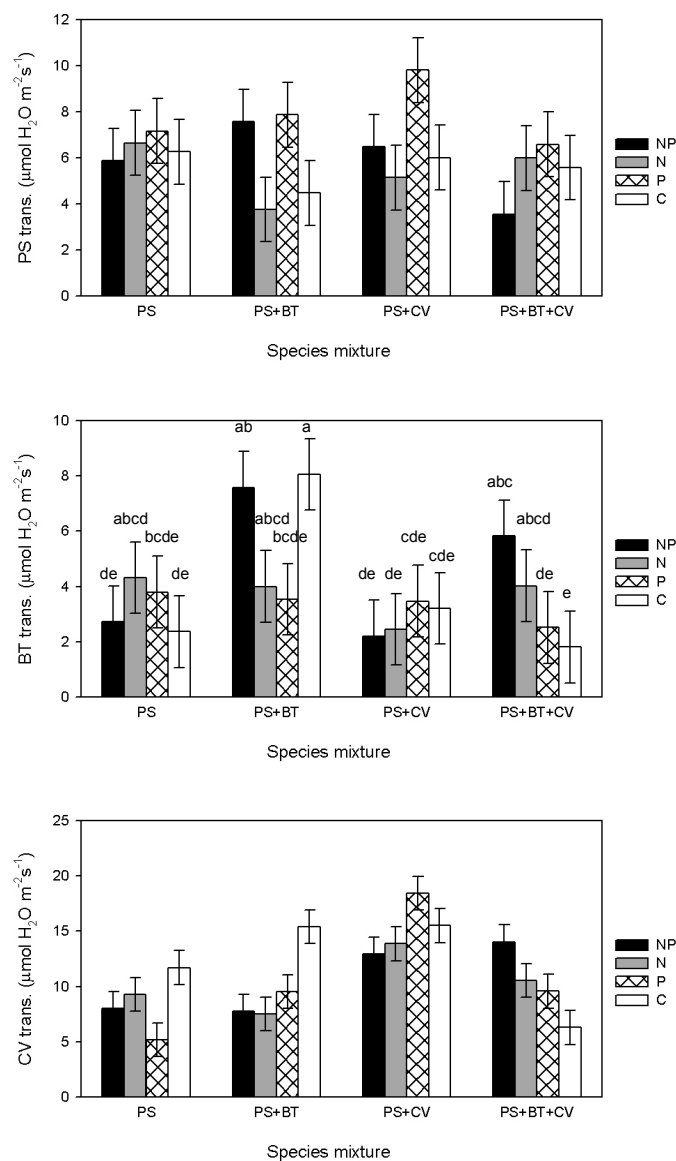 12
10
8
6
4
2
0
PS trans. (μmol H₂O m⁻²s⁻¹)
NP
N
P
C
PS PS+BT PS+CV PS+BT+CV
Species mixture
10
8
6
4
2
0
BT trans. (μmol H₂O m⁻²s⁻¹)
de abcd bcde de
ab abcd bcde a
de de cde cde
abc abcd de e
NP
N
P
C
PS PS+BT PS+CV PS+BT+CV
Species mixture
25
20
15
10
5
0
CV trans. (μmol H₂O m⁻²s⁻¹)
NP
N
P
C
PS PS+BT PS+CV PS+BT+CV
Species mixture